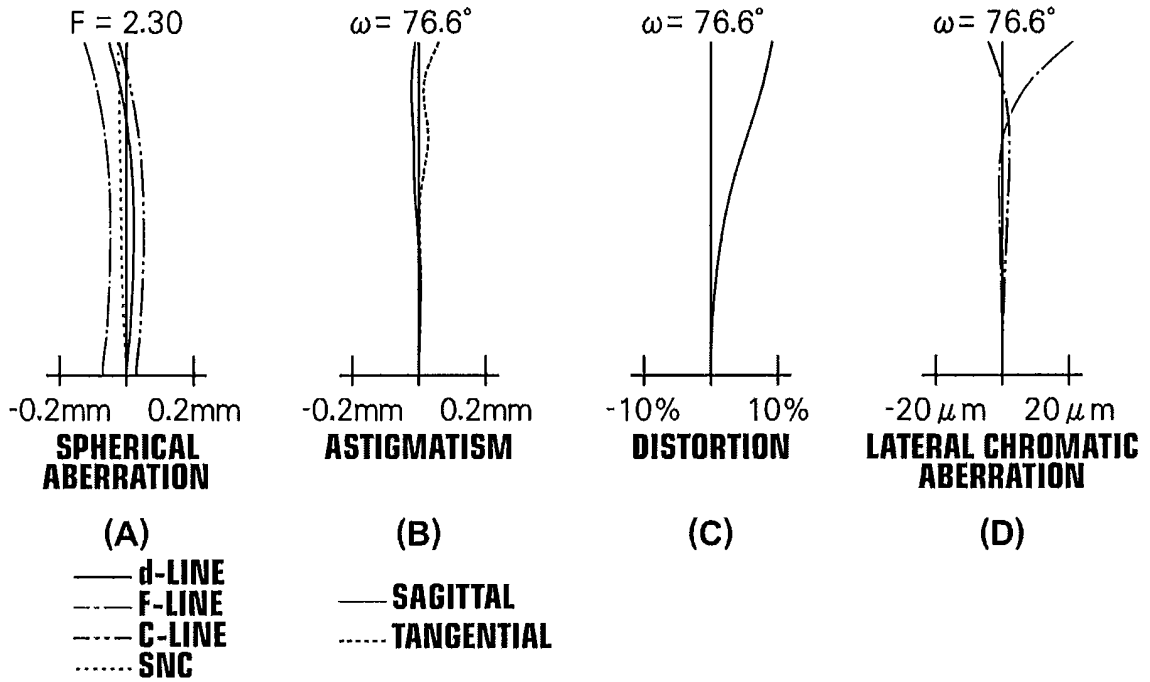 F = 2.30
ω= 76.6°
ω= 76.6°
ω= 76.6°
-0.2mm 0.2mm
-0.2mm 0.2mm
-10% 10%
-20 μm 20 μm
SPHERICAL
ABERRATION
ASTIGMATISM
DISTORTION
LATERAL CHROMATIC
ABERRATION
(A)
(B)
(C)
(D)
d-LINE
F-LINE
C-LINE
SNC
SAGITTAL
TANGENTIAL